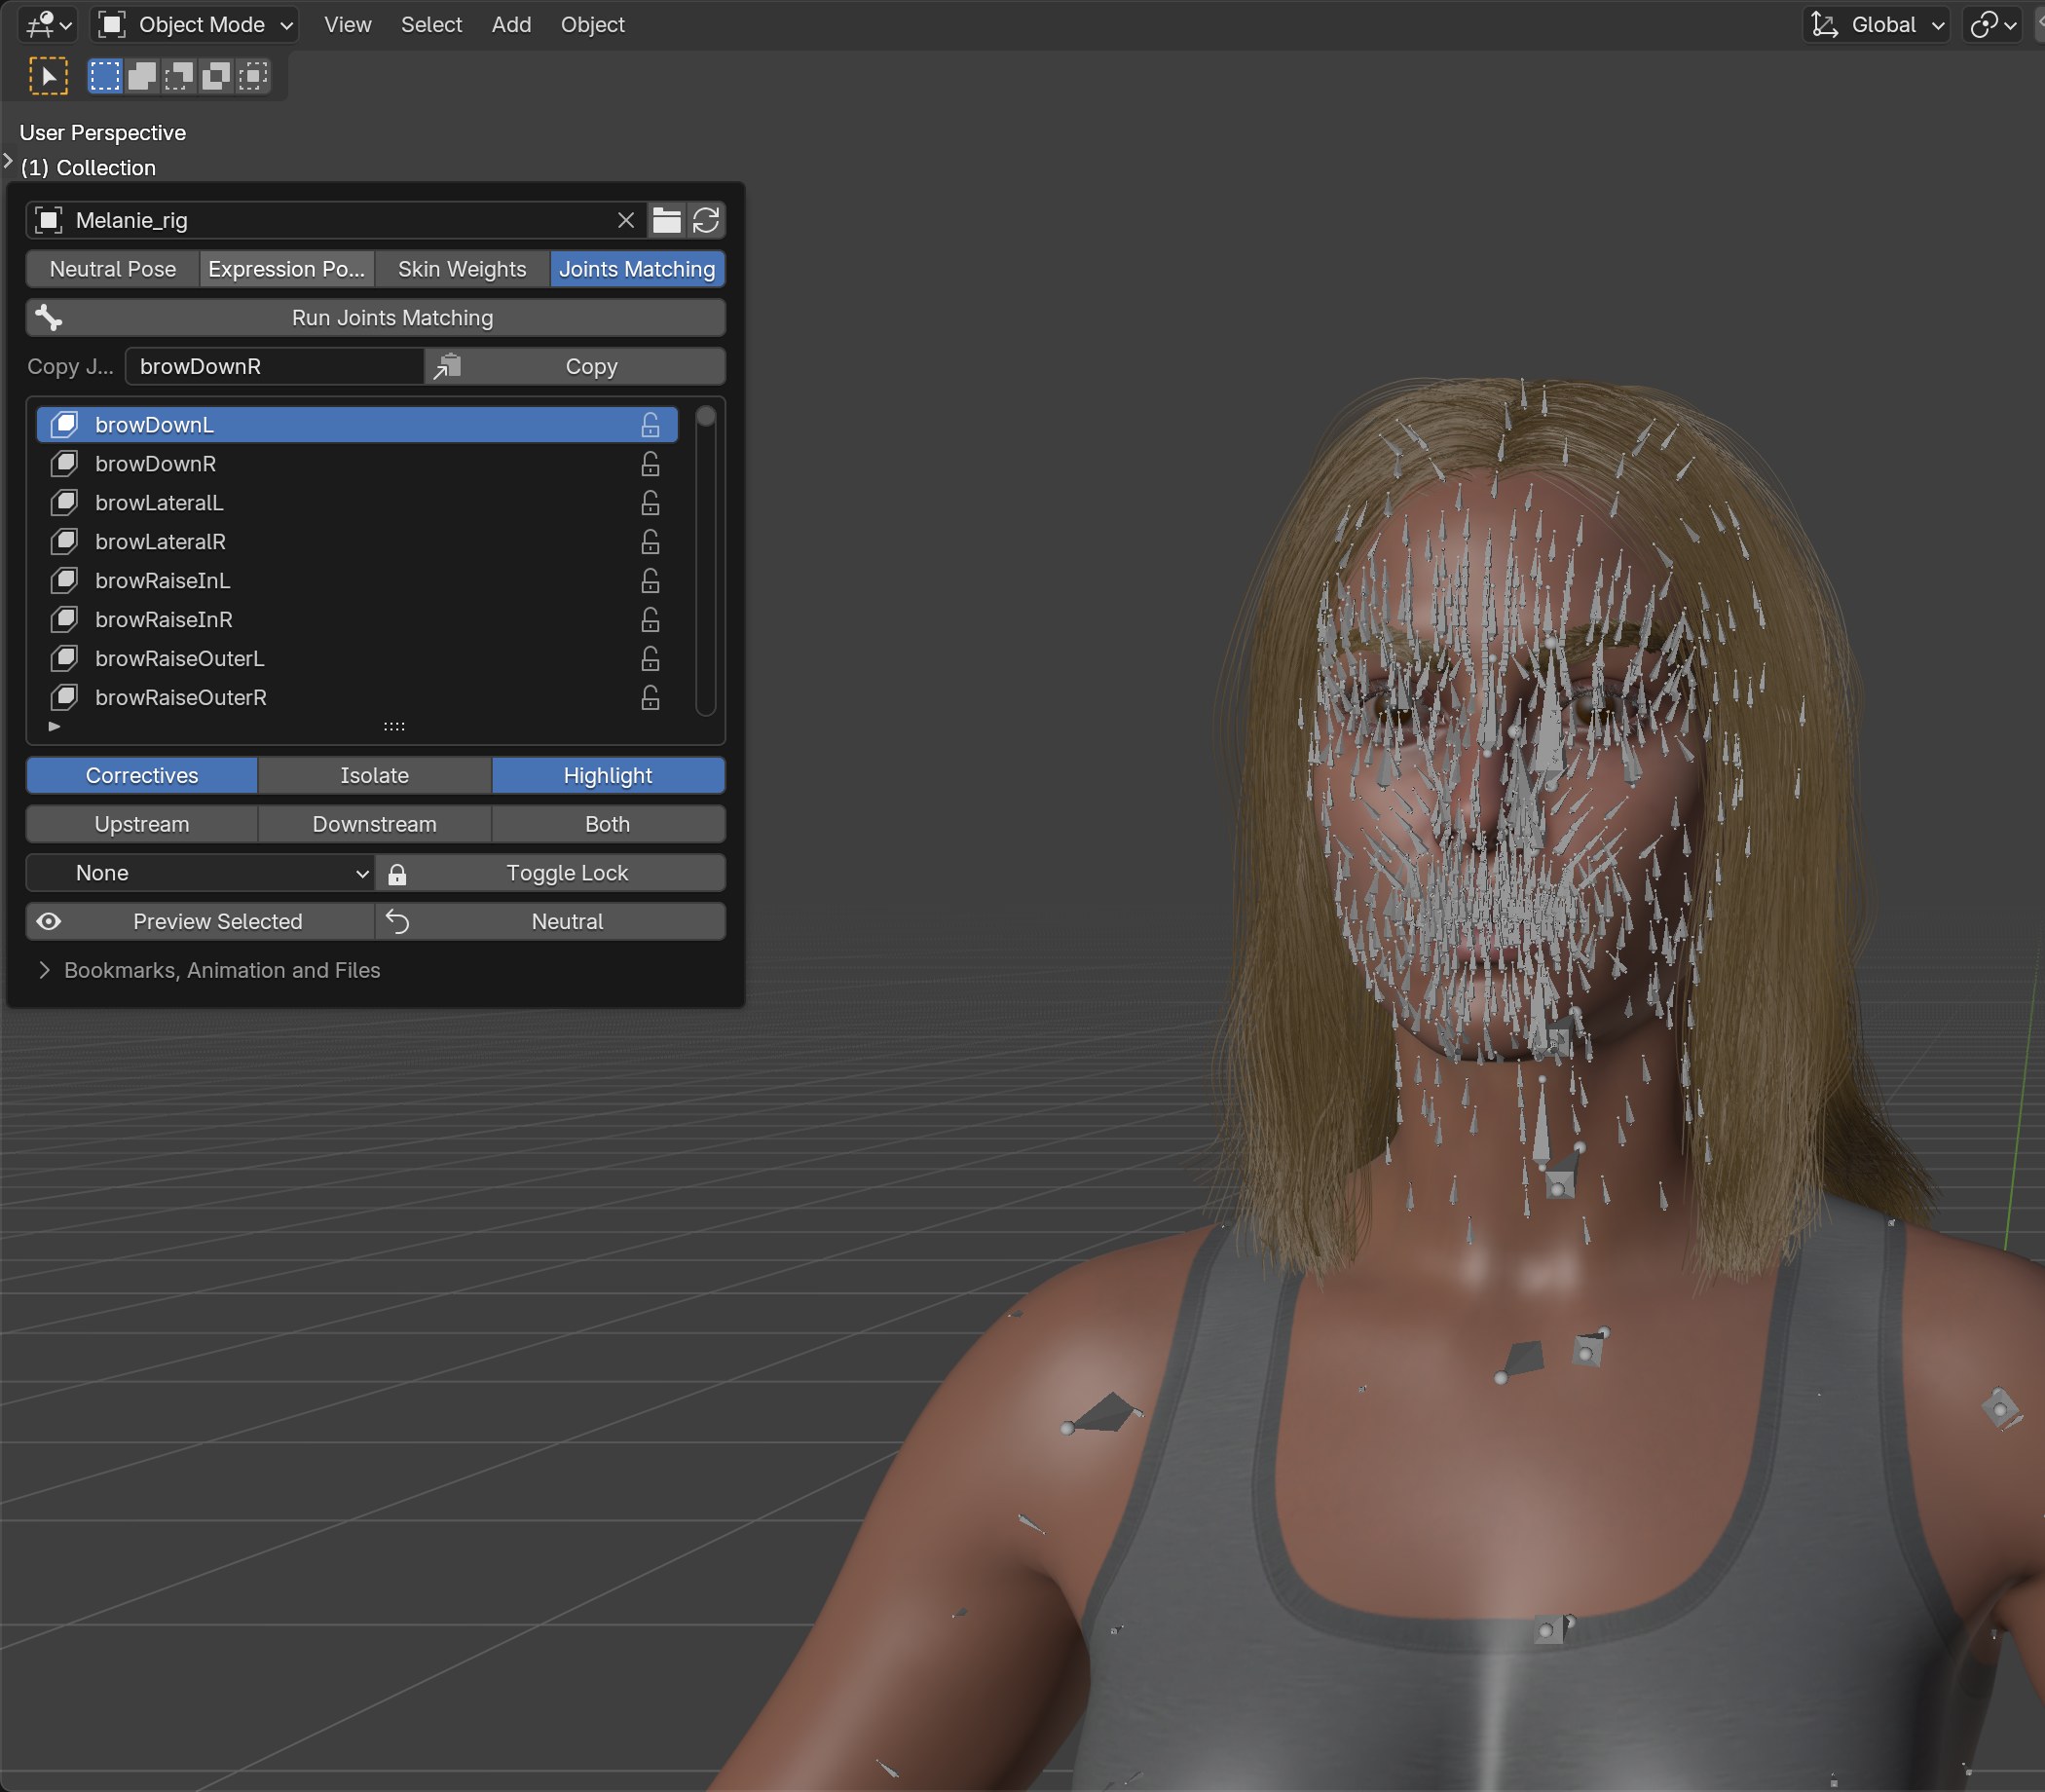 Object Mode View Select Add Object Global
User Perspective
(1) Collection
Melanie_rig
Neutral Pose Expression Po... Skin Weights Joints Matching
Run Joints Matching
Copy J... browDownR Copy
browDownL
browDownR
browLateralL
browLateralR
browRaiseInL
browRaiseInR
browRaiseOuterL
browRaiseOuterR
Correctives Isolate Highlight
Upstream Downstream Both
None Toggle Lock
Preview Selected Neutral
Bookmarks, Animation and Files